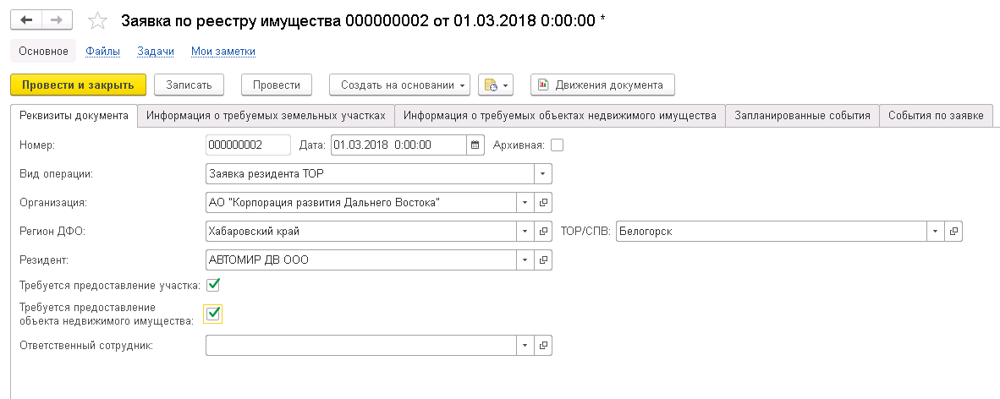 Заявка по реестру имущества 000000002 от 01.03.2018 0:00:00 *
Основное Файлы Задачи Мои заметки
Провести и закрыть Записать Провести Создать на основании Движения документа
Реквизиты документа Информация о требуемых земельных участках Информация о требуемых объектах недвижимого имущества Запланированные события События по заявке
Номер: 000000002 Дата: 01.03.2018 0:00:00 Архивная:
Вид операции: Заявка резидента ТОР
Организация: АО "Корпорация развития Дальнего Востока"
Регион ДФО: Хабаровский край ТОР/СПВ: Белогорск
Резидент: АВТОМИР ДВ ООО
Требуется предоставление участка:
Требуется предоставление
объекта недвижимого имущества:
Ответственный сотрудник: